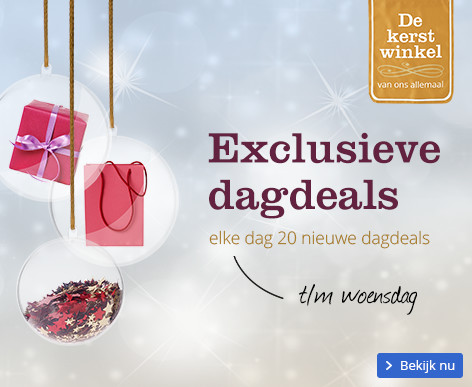 De
kerst
winkel
van ons allemaal
Exclusieve
dagdeals
elke dag 20 nieuwe dagdeals
t/m woensdag
Bekijk nu